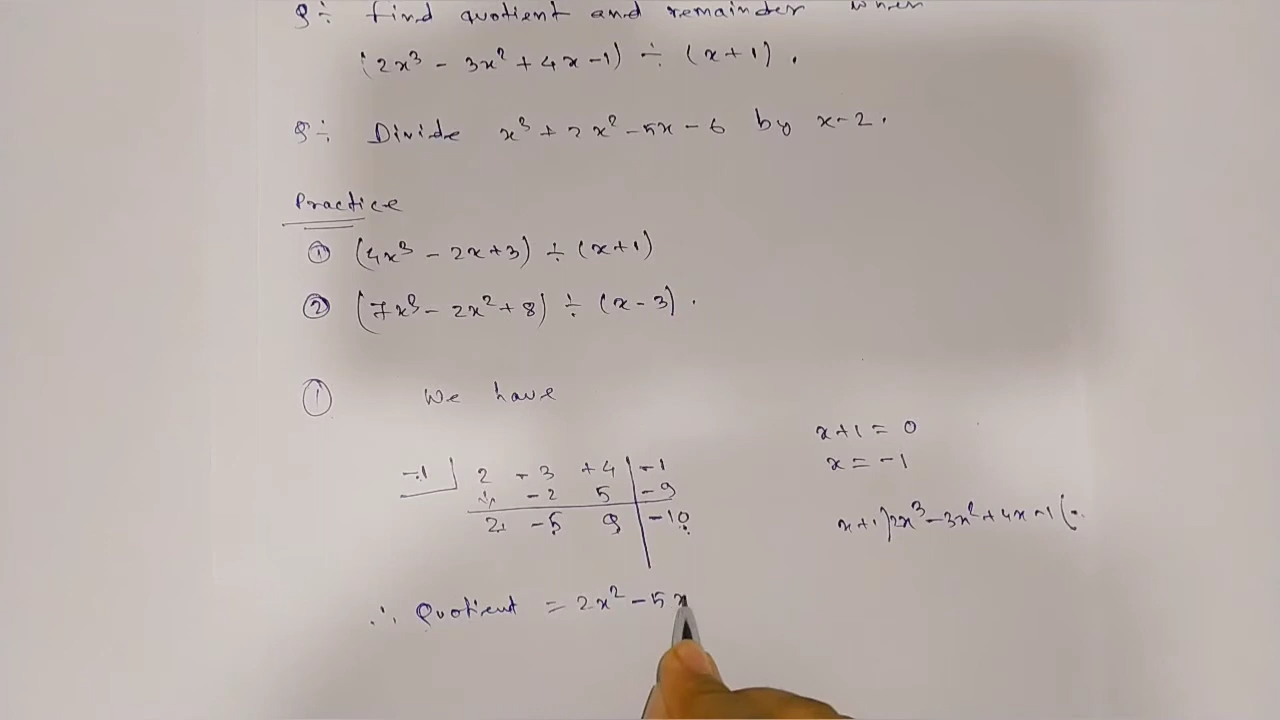 Q÷ find quotient and remainder when
(2x³ - 3x² + 4x - 1) ÷ (x+1).
Q÷ Divide x³ + 2x² - 5x - 6 by x-2.
Practice
① (4x³ - 2x + 3) ÷ (x+1)
② (7x³ - 2x² + 8) ÷ (x - 3).
① We have
x+1 = 0
x = -1
-1 | 2 - 3 + 4 | - 1
- 2 5 | - 9
2 - 5 9 | - 10
x+1)2x³-3x²+4x-1(
∴ Quotient = 2x² - 5x